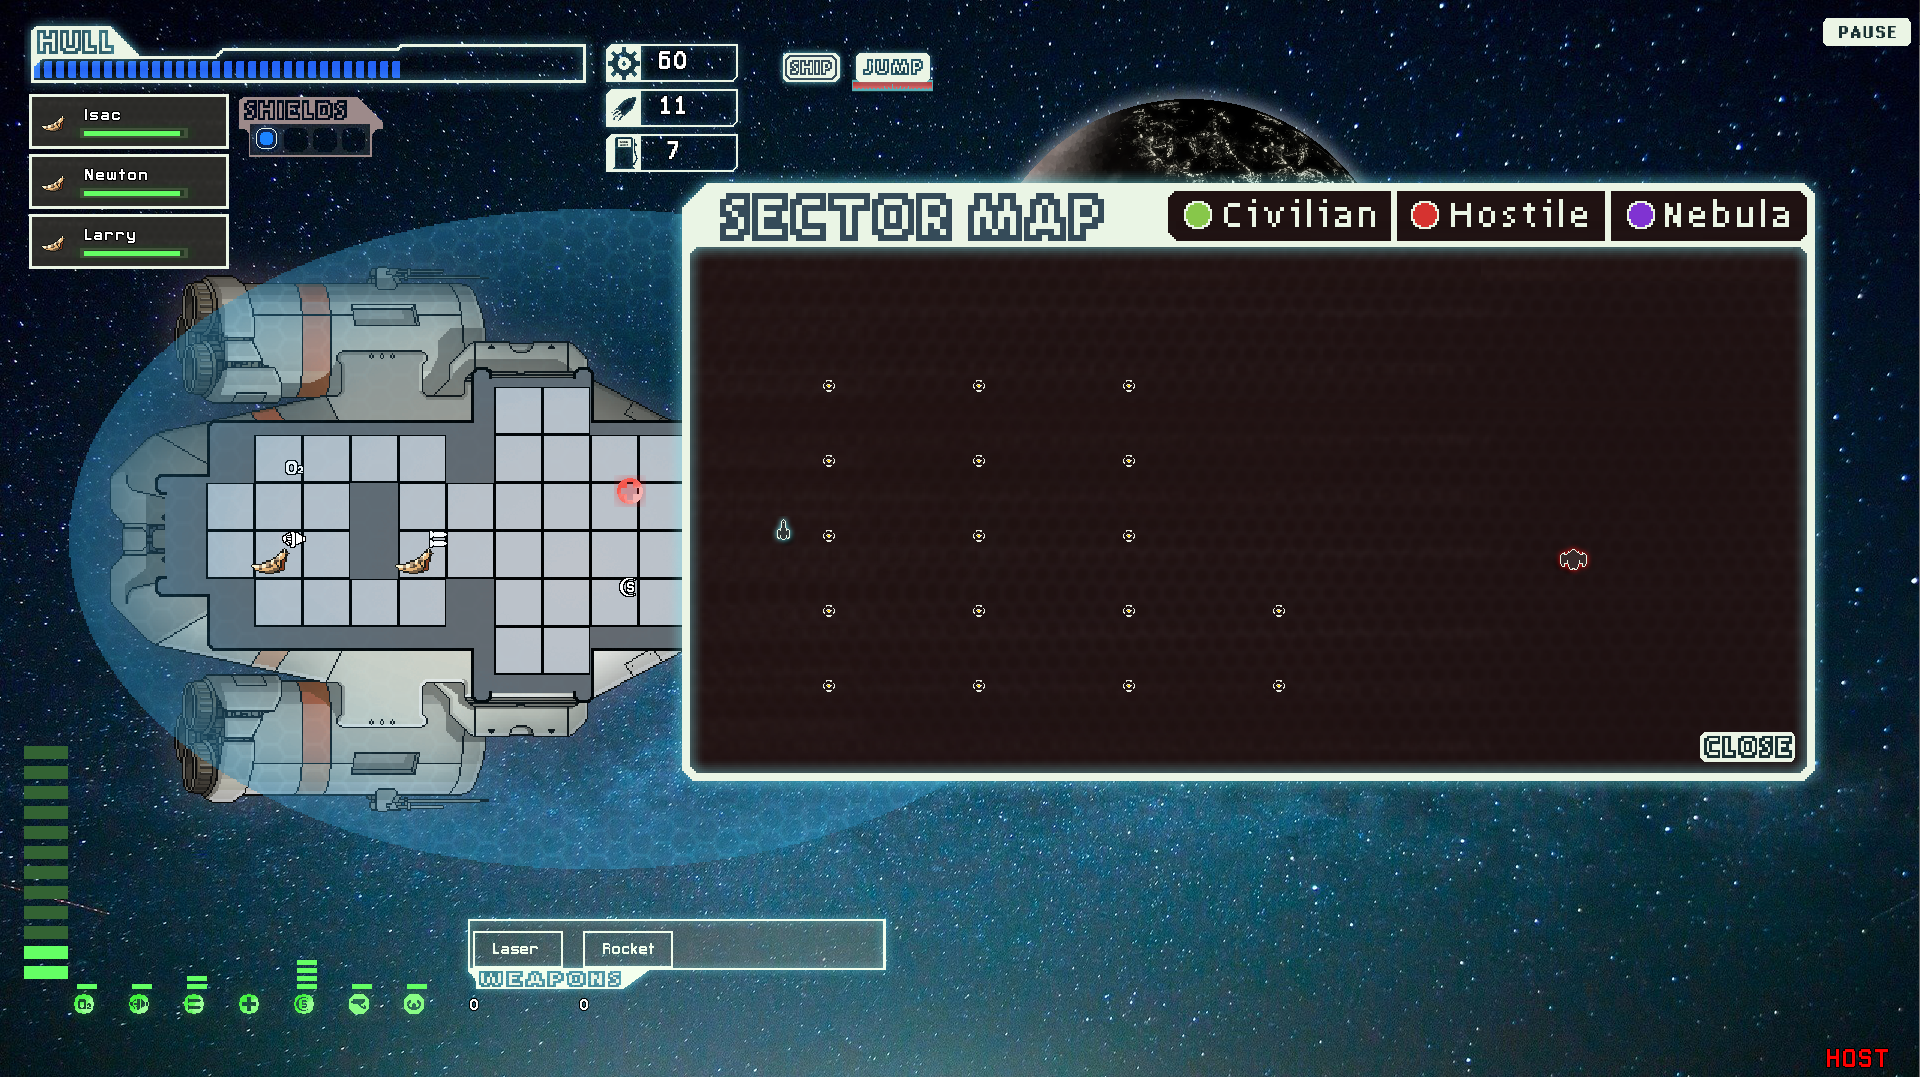 HULL
60
SHIP
JUMP
PAUSE
Isac
SHIELDS
11
Newton
7
Larry
SECTOR MAP
Civilian
Hostile
Nebula
O2
S
CLOSE
Laser
Rocket
WEAPONS
0
0
HOST